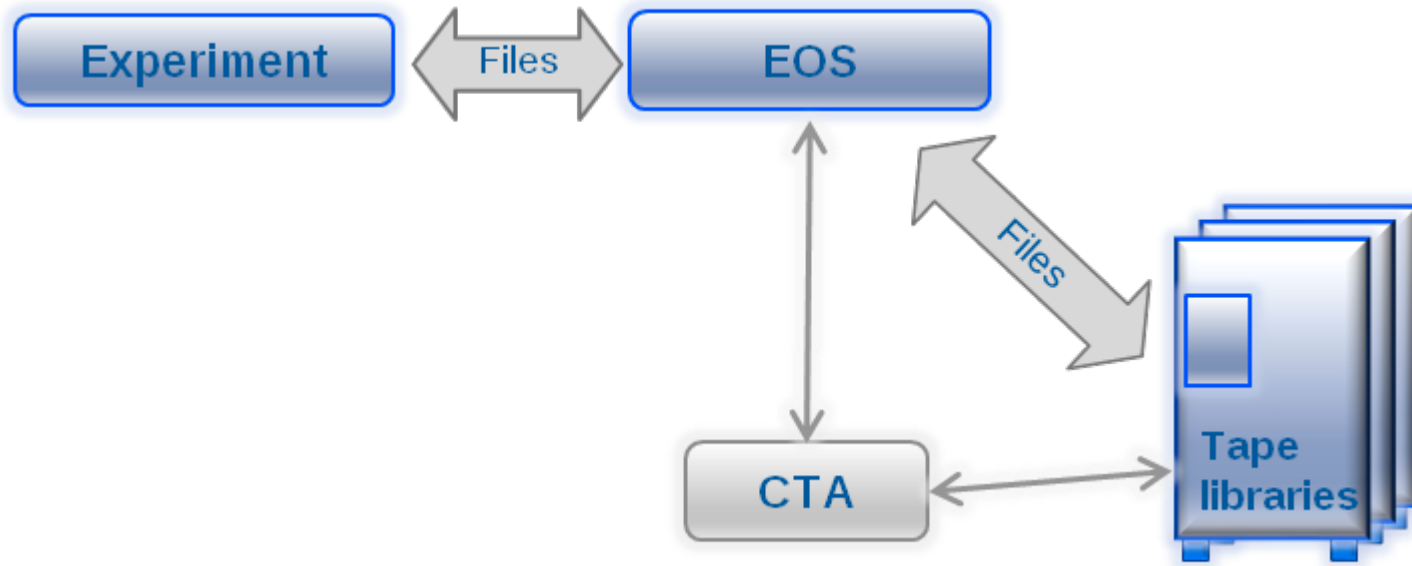 Experiment
Files
EOS
Files
Tape
libraries
CTA